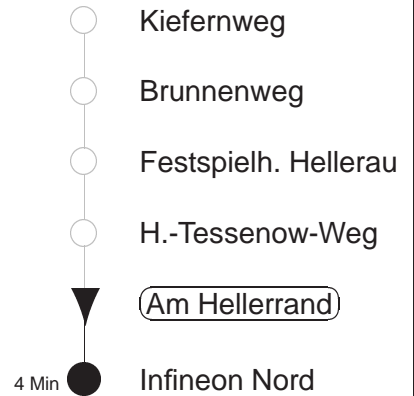 Kiefernweg
Brunnenweg
Festspielh. Hellerau
H.-Tessenow-Weg
Am Hellerrand
4 Min Infineon Nord